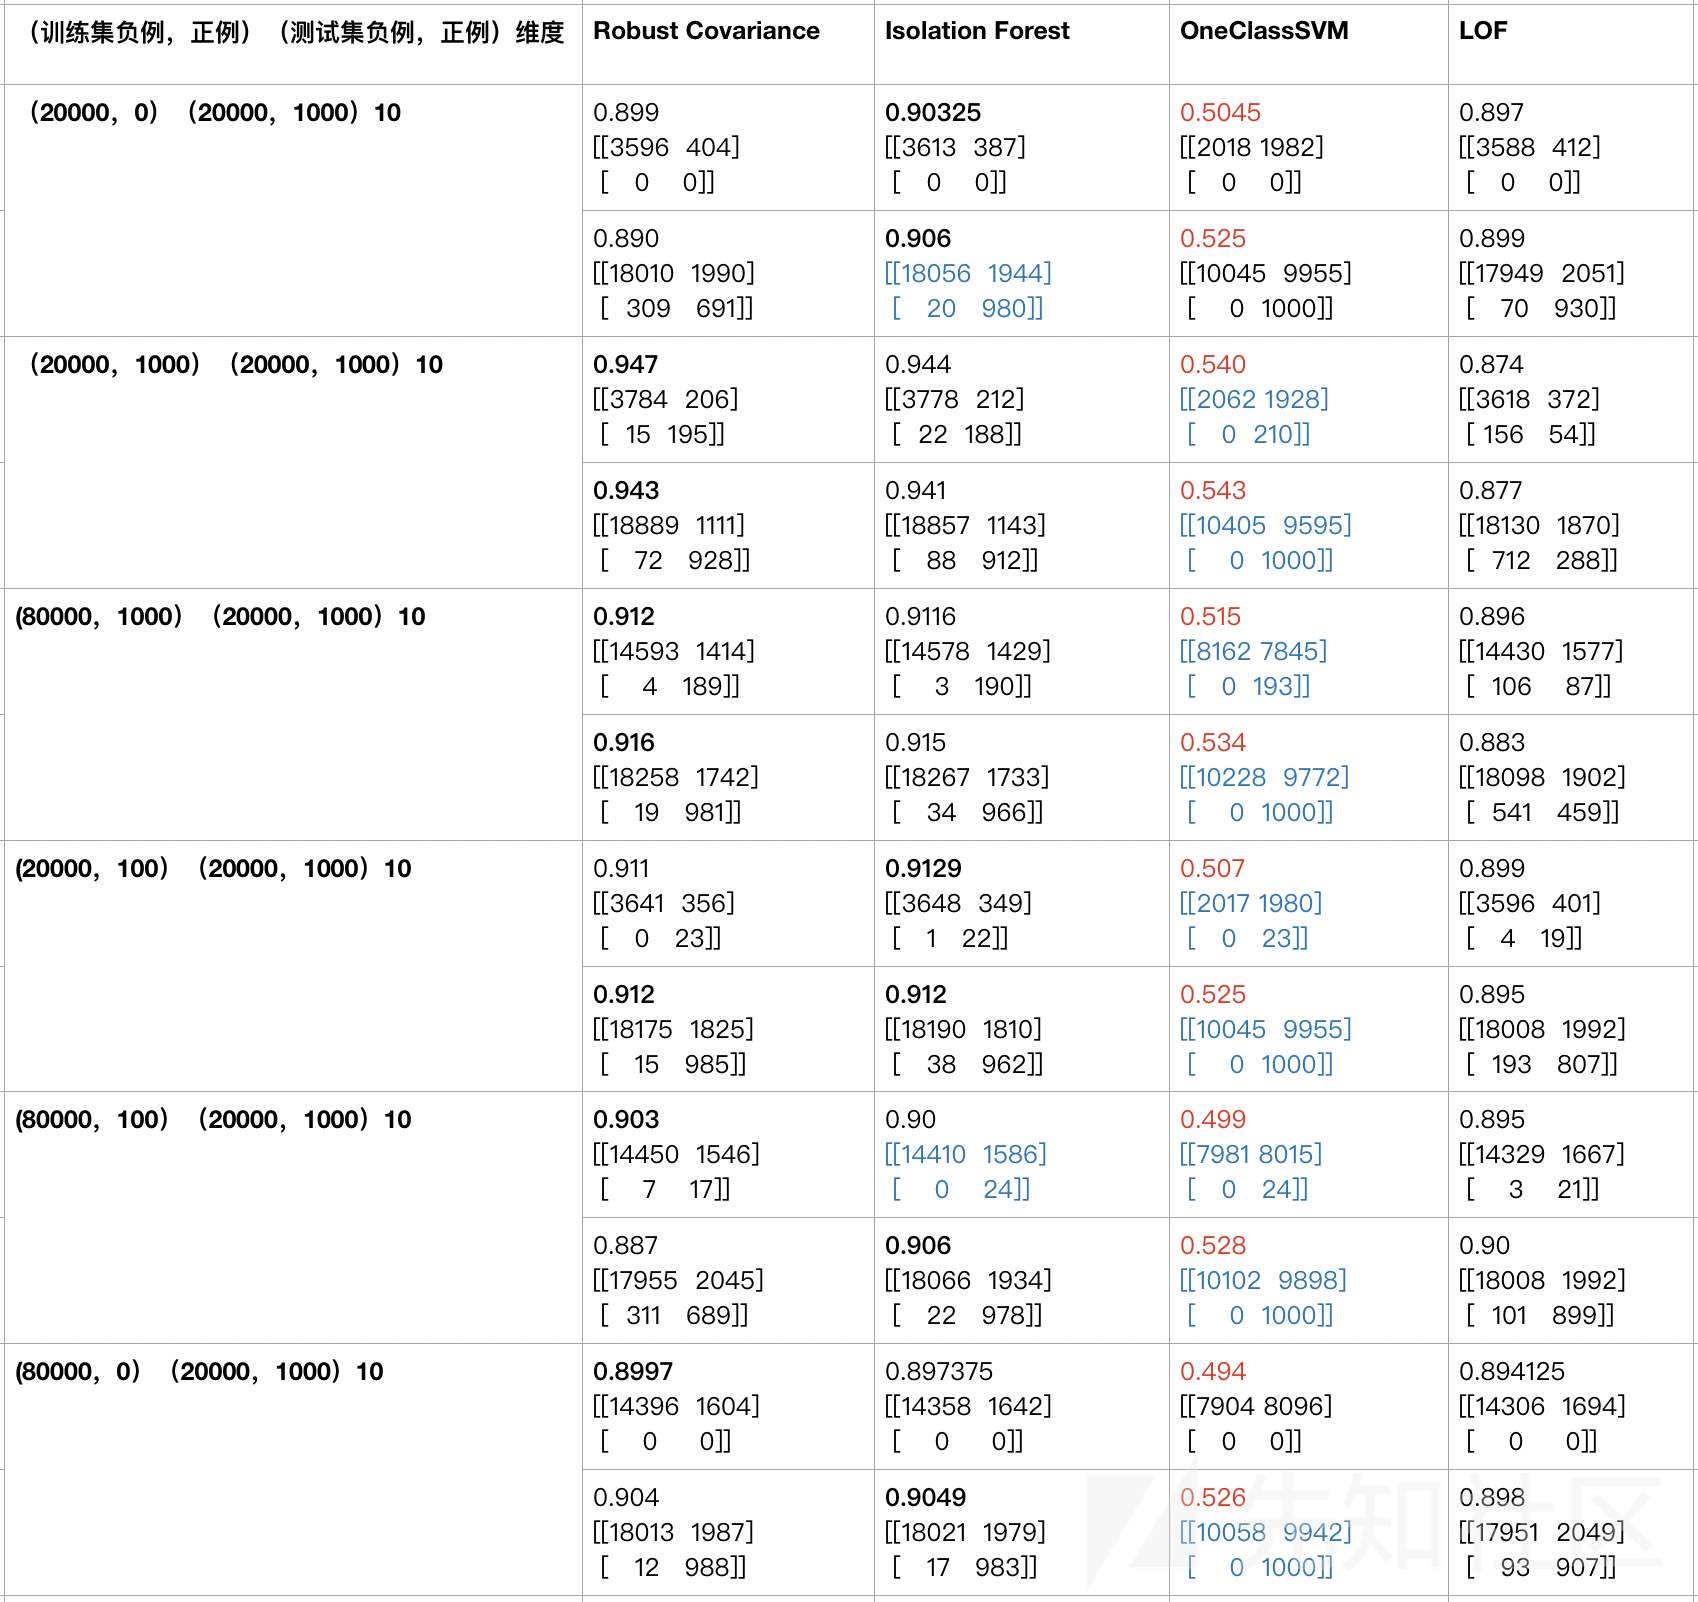 （训练集负例，正例）（测试集负例，正例）维度
Robust Covariance
Isolation Forest
OneClassSVM
LOF
（20000，0）（20000，1000）10
0.899
[[3596 404]
[ 0 0]]
0.90325
[[3613 387]
[ 0 0]]
0.5045
[[2018 1982]
[ 0 0]]
0.897
[[3588 412]
[ 0 0]]
0.890
[[18010 1990]
[ 309 691]]
0.906
[[18056 1944]
[ 20 980]]
0.525
[[10045 9955]
[ 0 1000]]
0.899
[[17949 2051]
[ 70 930]]
（20000，1000）（20000，1000）10
0.947
[[3784 206]
[ 15 195]]
0.944
[[3778 212]
[ 22 188]]
0.540
[[2062 1928]
[ 0 210]]
0.874
[[3618 372]
[ 156 54]]
0.943
[[18889 1111]
[ 72 928]]
0.941
[[18857 1143]
[ 88 912]]
0.543
[[10405 9595]
[ 0 1000]]
0.877
[[18130 1870]
[ 712 288]]
(80000，1000）（20000，1000）10
0.912
[[14593 1414]
[ 4 189]]
0.9116
[[14578 1429]
[ 3 190]]
0.515
[[8162 7845]
[ 0 193]]
0.896
[[14430 1577]
[ 106 87]]
0.916
[[18258 1742]
[ 19 981]]
0.915
[[18267 1733]
[ 34 966]]
0.534
[[10228 9772]
[ 0 1000]]
0.883
[[18098 1902]
[ 541 459]]
(20000，100）（20000，1000）10
0.911
[[3641 356]
[ 0 23]]
0.9129
[[3648 349]
[ 1 22]]
0.507
[[2017 1980]
[ 0 23]]
0.899
[[3596 401]
[ 4 19]]
0.912
[[18175 1825]
[ 15 985]]
0.912
[[18190 1810]
[ 38 962]]
0.525
[[10045 9955]
[ 0 1000]]
0.895
[[18008 1992]
[ 193 807]]
(80000，100）（20000，1000）10
0.903
[[14450 1546]
[ 7 17]]
0.90
[[14410 1586]
[ 0 24]]
0.499
[[7981 8015]
[ 0 24]]
0.895
[[14329 1667]
[ 3 21]]
0.887
[[17955 2045]
[ 311 689]]
0.906
[[18066 1934]
[ 22 978]]
0.528
[[10102 9898]
[ 0 1000]]
0.90
[[18008 1992]
[ 101 899]]
(80000，0）（20000，1000）10
0.8997
[[14396 1604]
[ 0 0]]
0.897375
[[14358 1642]
[ 0 0]]
0.494
[[7904 8096]
[ 0 0]]
0.894125
[[14306 1694]
[ 0 0]]
0.904
[[18013 1987]
[ 12 988]]
0.9049
[[18021 1979]
[ 17 983]]
0.526
[[10058 9942]
[ 0 1000]]
0.898
[[17951 2049]
[ 93 907]]
先知社区